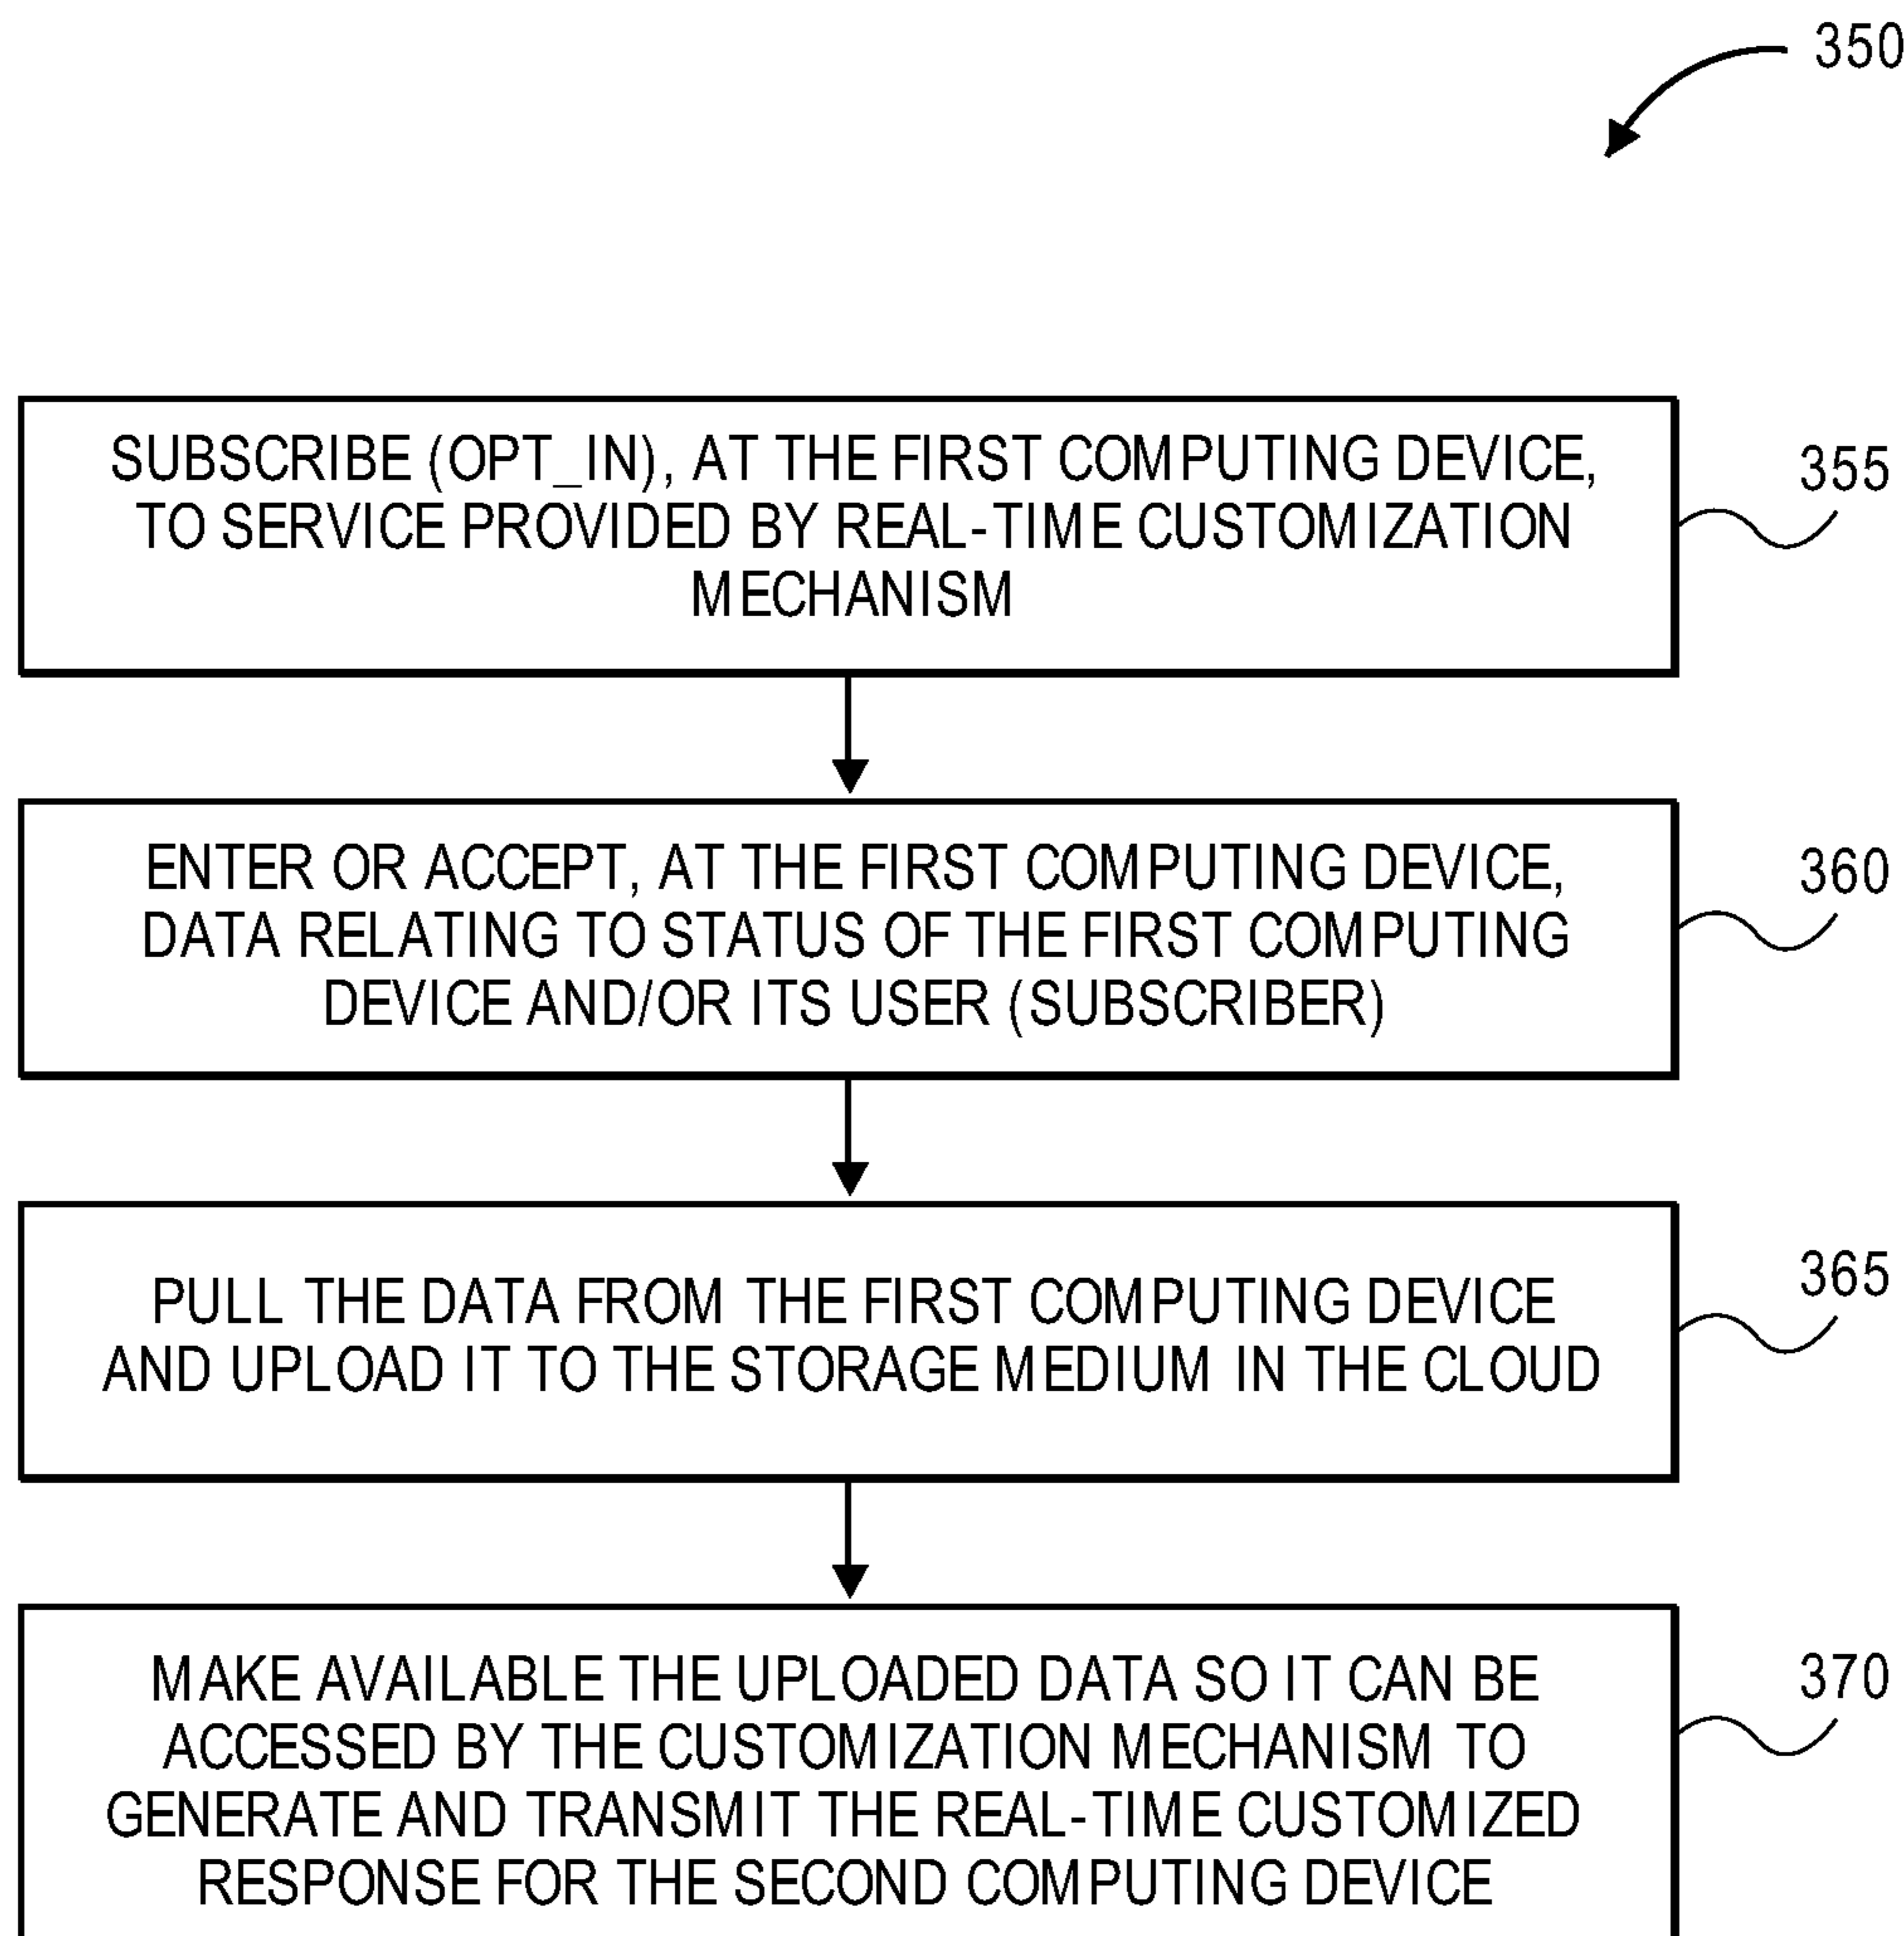 350
SUBSCRIBE (OPT_IN), AT THE FIRST COMPUTING DEVICE,
TO SERVICE PROVIDED BY REAL-TIME CUSTOMIZATION
MECHANISM
355
ENTER OR ACCEPT, AT THE FIRST COMPUTING DEVICE,
DATA RELATING TO STATUS OF THE FIRST COMPUTING
DEVICE AND/OR ITS USER (SUBSCRIBER)
360
PULL THE DATA FROM THE FIRST COMPUTING DEVICE
AND UPLOAD IT TO THE STORAGE MEDIUM IN THE CLOUD
365
MAKE AVAILABLE THE UPLOADED DATA SO IT CAN BE
ACCESSED BY THE CUSTOMIZATION MECHANISM TO
GENERATE AND TRANSMIT THE REAL-TIME CUSTOMIZED
RESPONSE FOR THE SECOND COMPUTING DEVICE
370